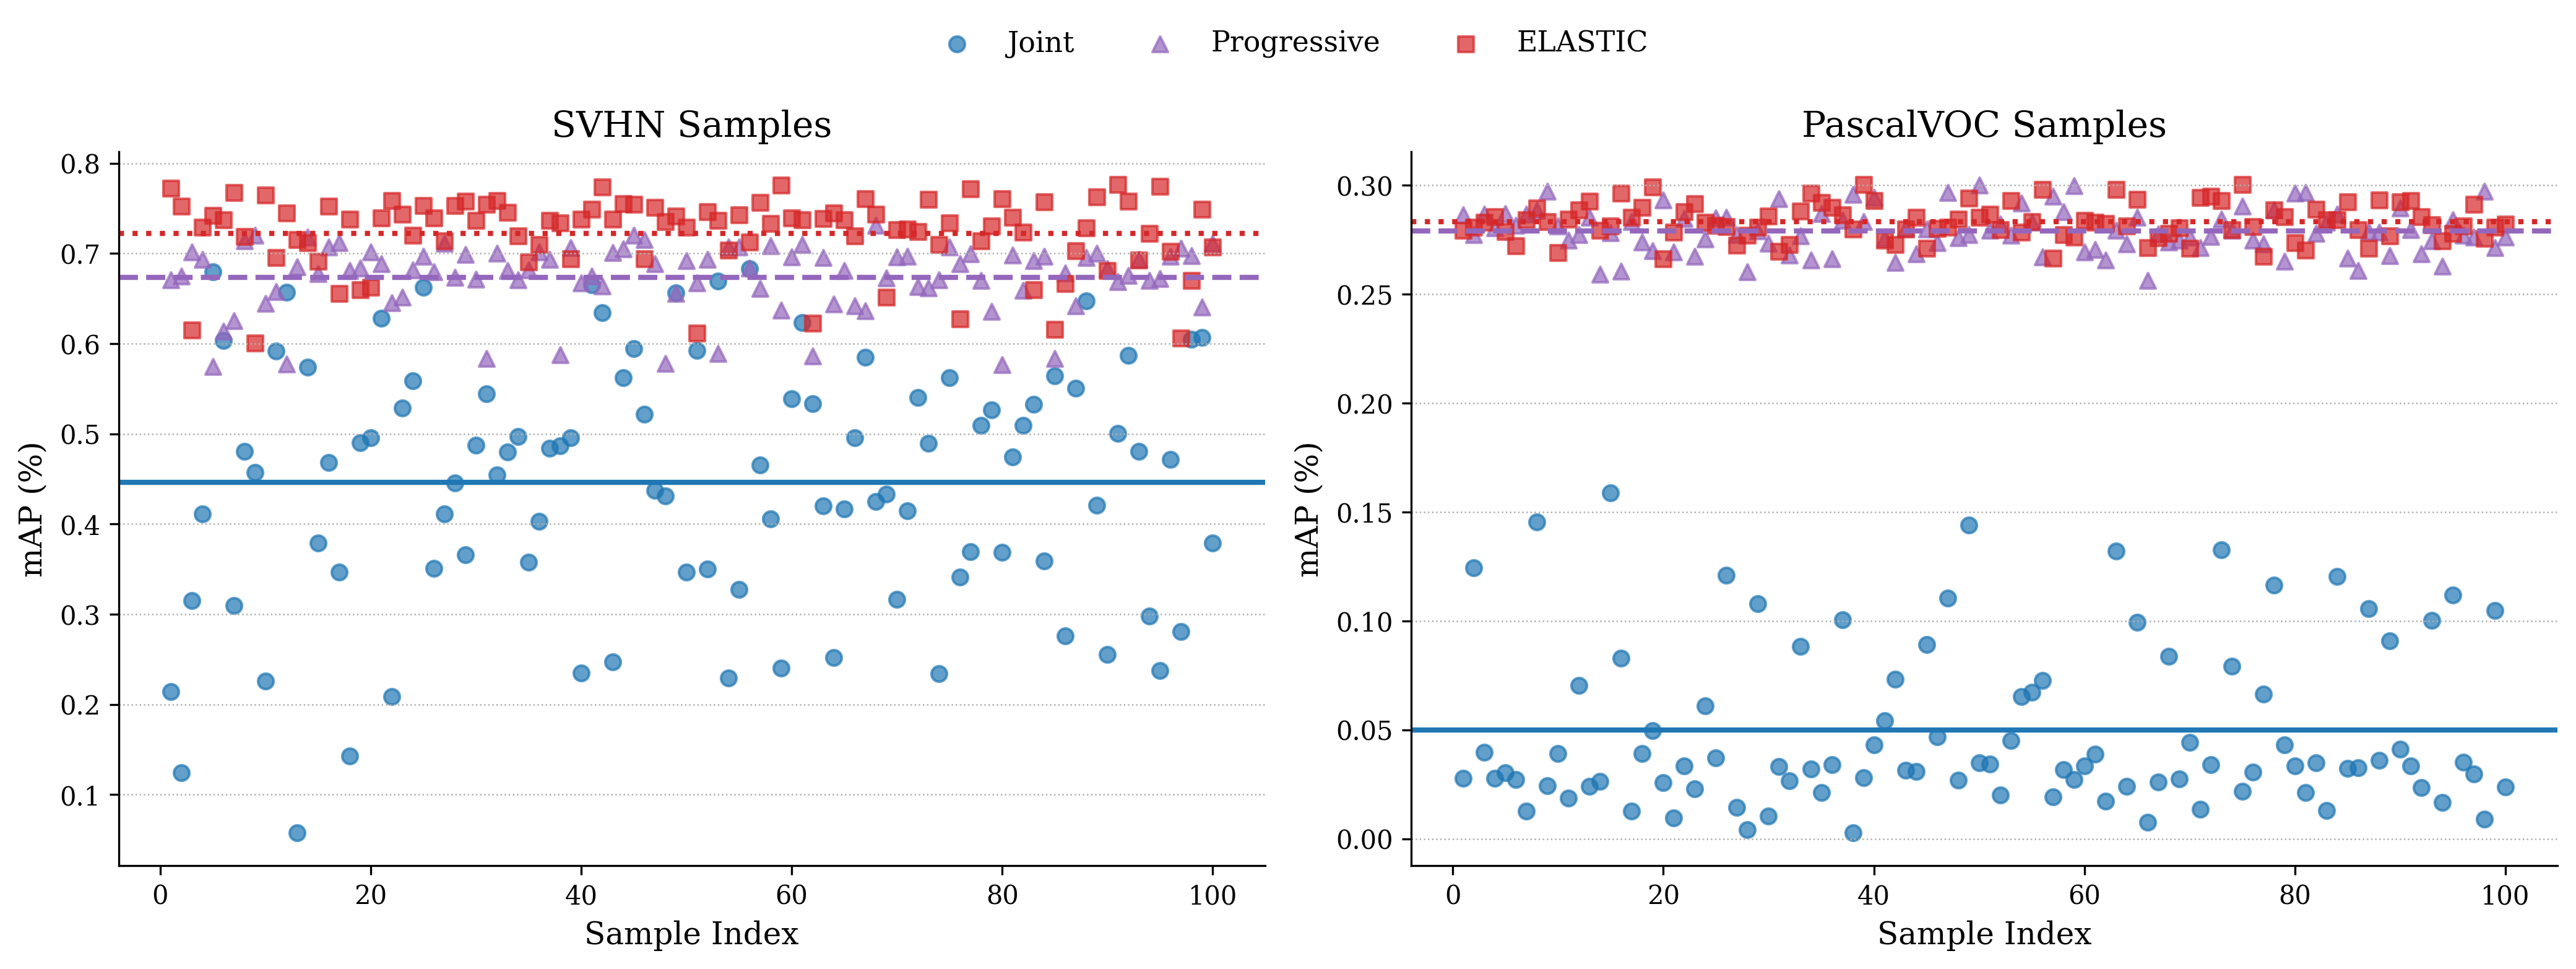 Joint Progressive ELASTIC
SVHN Samples
mAP (%)
0.8
0.7
0.6
0.5
0.4
0.3
0.2
0.1
0 20 40 60 80 100
Sample Index
PascalVOC Samples
mAP (%)
0.30
0.25
0.20
0.15
0.10
0.05
0.00
0 20 40 60 80 100
Sample Index